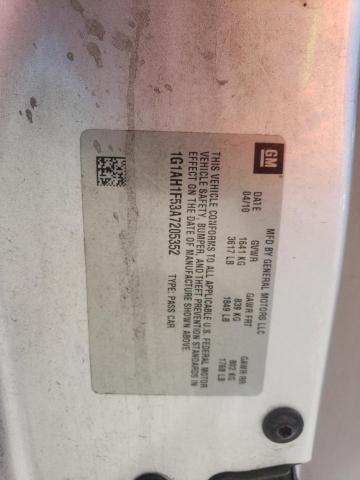 GM
MFD BY GENERAL MOTORS LLC
DATE GVWR GAWR FRT GAWR RR
04/10 1641 KG 839 KG 802 KG
3617 LB 1849 LB 1768 LB
THIS VEHICLE CONFORMS TO ALL APPLICABLE U.S. FEDERAL MOTOR
VEHICLE SAFETY, BUMPER, AND THEFT PREVENTION STANDARDS IN
EFFECT ON THE DATE OF MANUFACTURE SHOWN ABOVE.
1G1AH1F53A7205352 TYPE: PASS CAR